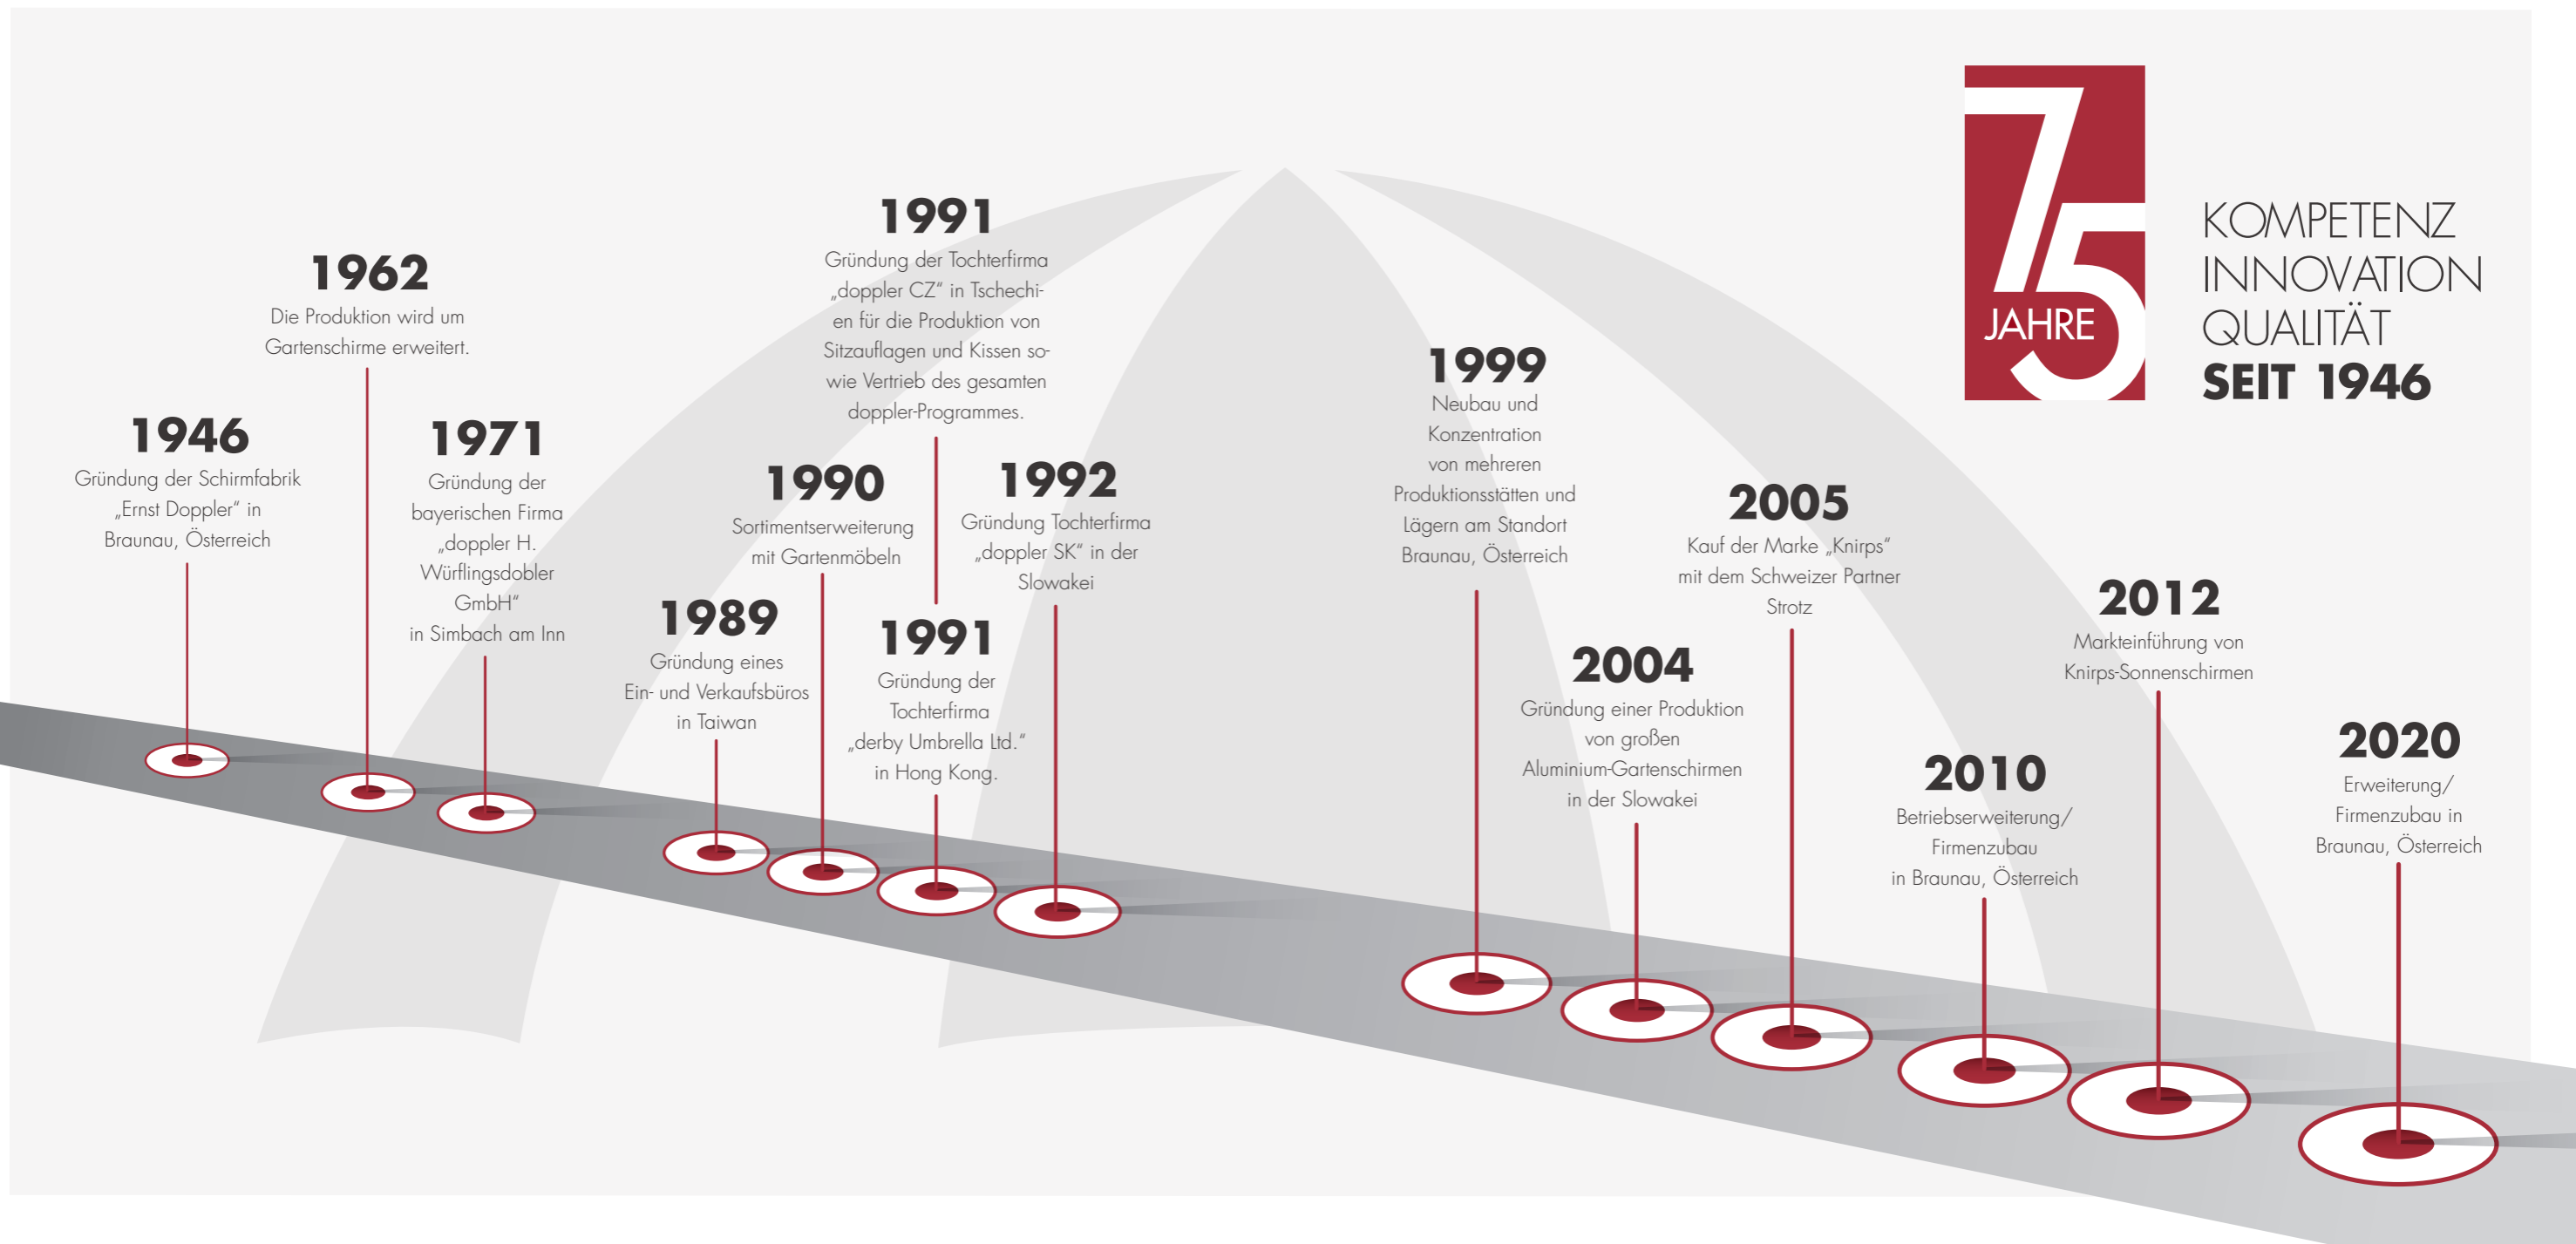 1946
Gründung der Schirmfabrik
„Ernst Doppler“ in
Braunau, Österreich
1962
Die Produktion wird um
Gartenschirme erweitert.
1971
Gründung der
bayerischen Firma
„doppler H.
Würflingsdobler
GmbH“
in Simbach am Inn
1989
Gründung eines
Ein- und Verkaufsbüros
in Taiwan
1990
Sortimentserweiterung
mit Gartenmöbeln
1991
Gründung der Tochterfirma
„doppler CZ“ in Tschechi-
en für die Produktion von
Sitzauflagen und Kissen so-
wie Vertrieb des gesamten
doppler-Programmes.
1991
Gründung der
Tochterfirma
„derby Umbrella Ltd.“
in Hong Kong.
1992
Gründung Tochterfirma
„doppler SK“ in der
Slowakei
1999
Neubau und
Konzentration
von mehreren
Produktionsstätten und
Lägern am Standort
Braunau, Österreich
2004
Gründung einer Produktion
von großen
Aluminium-Gartenschirmen
in der Slowakei
2005
Kauf der Marke „Knirps“
mit dem Schweizer Partner
Strotz
2010
Betriebserweiterung/
Firmenzubau
in Braunau, Österreich
2012
Markteinführung von
Knirps-Sonnenschirmen
2020
Erweiterung/
Firmenzubau in
Braunau, Österreich
75
JAHRE
KOMPETENZ
INNOVATION
QUALITÄT
SEIT 1946